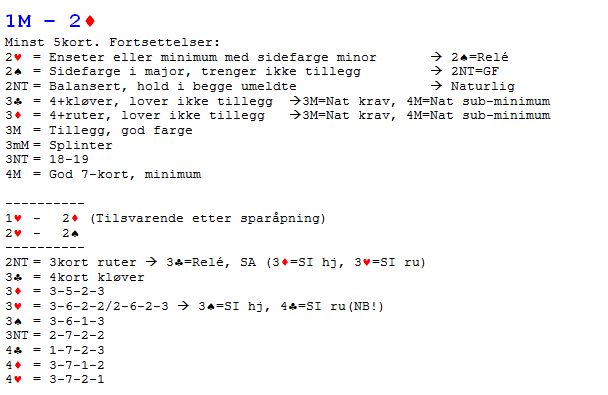 1M – 2♦
Minst 5kort. Fortsettelser:
2♥ = Enseter eller minimum med sidefarge minor → 2♠=Relé
2♠ = Sidefarge i major, trenger ikke tillegg → 2NT=GF
2NT = Balansert, hold i begge umeldte → Naturlig
3♣ = 4+kløver, lover ikke tillegg →3M=Nat krav, 4M=Nat sub-minimum
3♦ = 4+ruter, lover ikke tillegg →3M=Nat krav, 4M=Nat sub-minimum
3M = Tillegg, god farge
3mM = Splinter
3NT = 18-19
4M = God 7-kort, minimum
----------
1♥ - 2♦ (Tilsvarende etter sparåpning)
2♥ - 2♠
----------
2NT = 3kort ruter → 3♣=Relé, SA (3♦=SI hj, 3♥=SI ru)
3♣ = 4kort kløver
3♦ = 3-5-2-3
3♥ = 3-6-2-2/2-6-2-3 → 3♠=SI hj, 4♣=SI ru(NB!)
3♠ = 3-6-1-3
3NT = 2-7-2-2
4♣ = 1-7-2-3
4♦ = 3-7-1-2
4♥ = 3-7-2-1